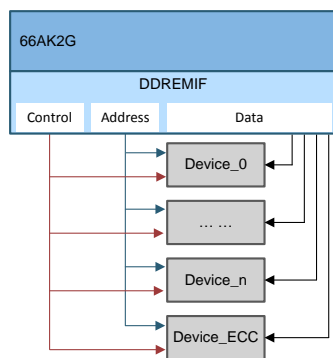 66AK2G
DDREMIF
Control Address Data
Device_0
... ...
Device_n
Device_ECC